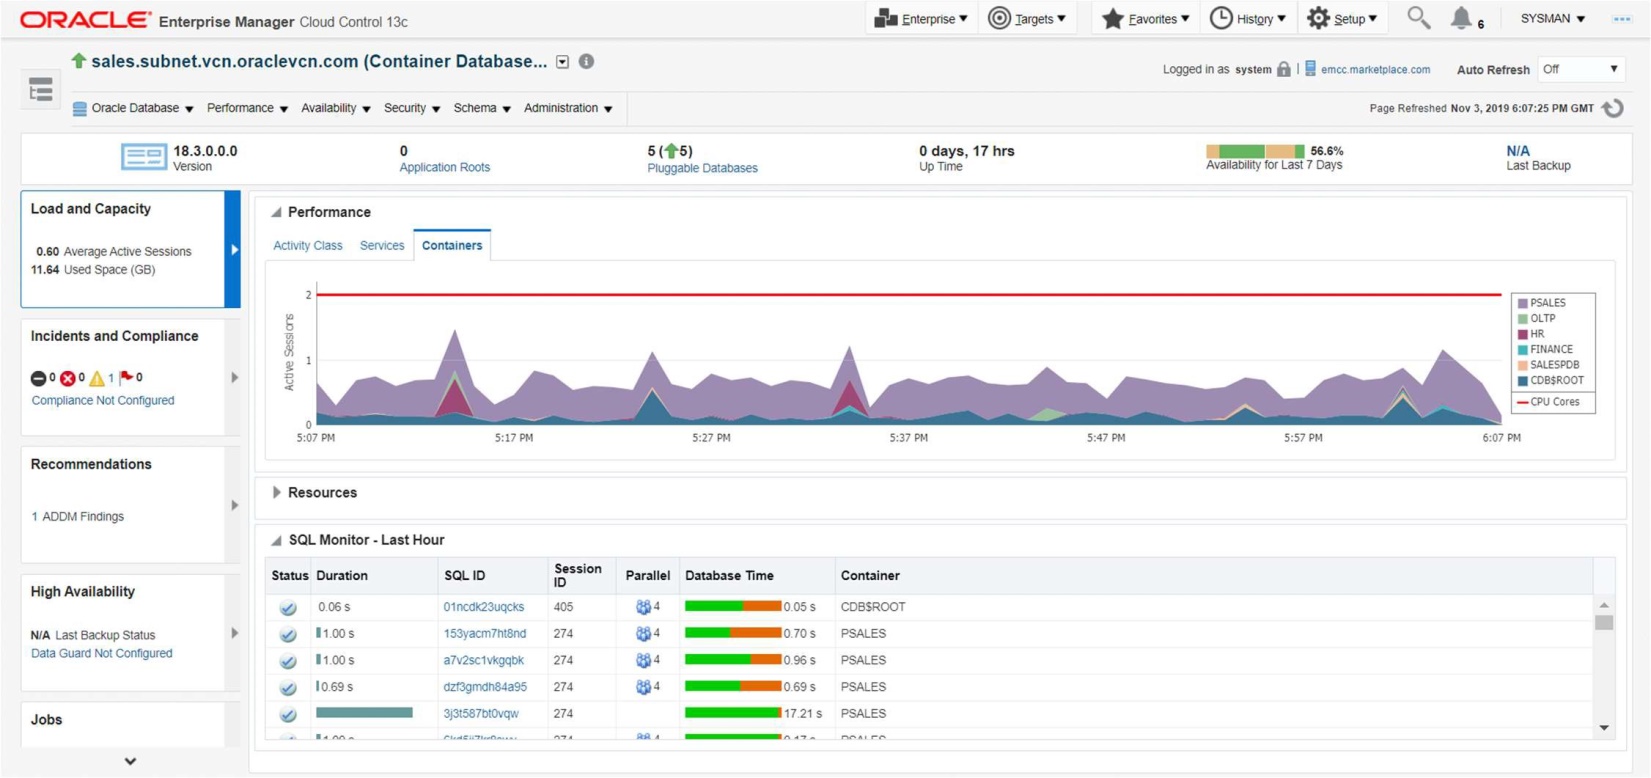 ORACLE® Enterprise Manager Cloud Control 13c
Enterprise ▼ Targets ▼ Favorites ▼ History ▼ Setup ▼ 6 SYSMAN ▼
sales.subnet.vcn.oraclevcn.com (Container Database...
Logged in as system | emcc.marketplace.com Auto Refresh Off ▼
Oracle Database ▼ Performance ▼ Availability ▼ Security ▼ Schema ▼ Administration ▼
Page Refreshed Nov 3, 2019 6:07:25 PM GMT
18.3.0.0.0
Version
0
Application Roots
5 (5)
Pluggable Databases
0 days, 17 hrs
Up Time
56.6%
Availability for Last 7 Days
N/A
Last Backup
Load and Capacity
0.60 Average Active Sessions
11.64 Used Space (GB)
Incidents and Compliance
0 0 1 0
Compliance Not Configured
Recommendations
1 ADDM Findings
High Availability
N/A Last Backup Status
Data Guard Not Configured
Jobs
Performance
Activity Class Services Containers
Active Sessions
2
1
0
5:07 PM 5:17 PM 5:27 PM 5:37 PM 5:47 PM 5:57 PM 6:07 PM
PSALES
OLTP
HR
FINANCE
SALESPDB
CDB$ROOT
CPU Cores
Resources
SQL Monitor - Last Hour
Status Duration SQL ID Session ID Parallel Database Time Container
0.06 s 01ncdk23uqcks 405 4 0.05 s CDB$ROOT
1.00 s 153yacm7ht8nd 274 4 0.70 s PSALES
1.00 s a7v2sc1vkgqbk 274 4 0.96 s PSALES
0.69 s dzf3gmdh84a95 274 4 0.69 s PSALES
3j3t587bt0vqw 274 17.21 s PSALES
1.00 s 274 4 0.17 s PSALES